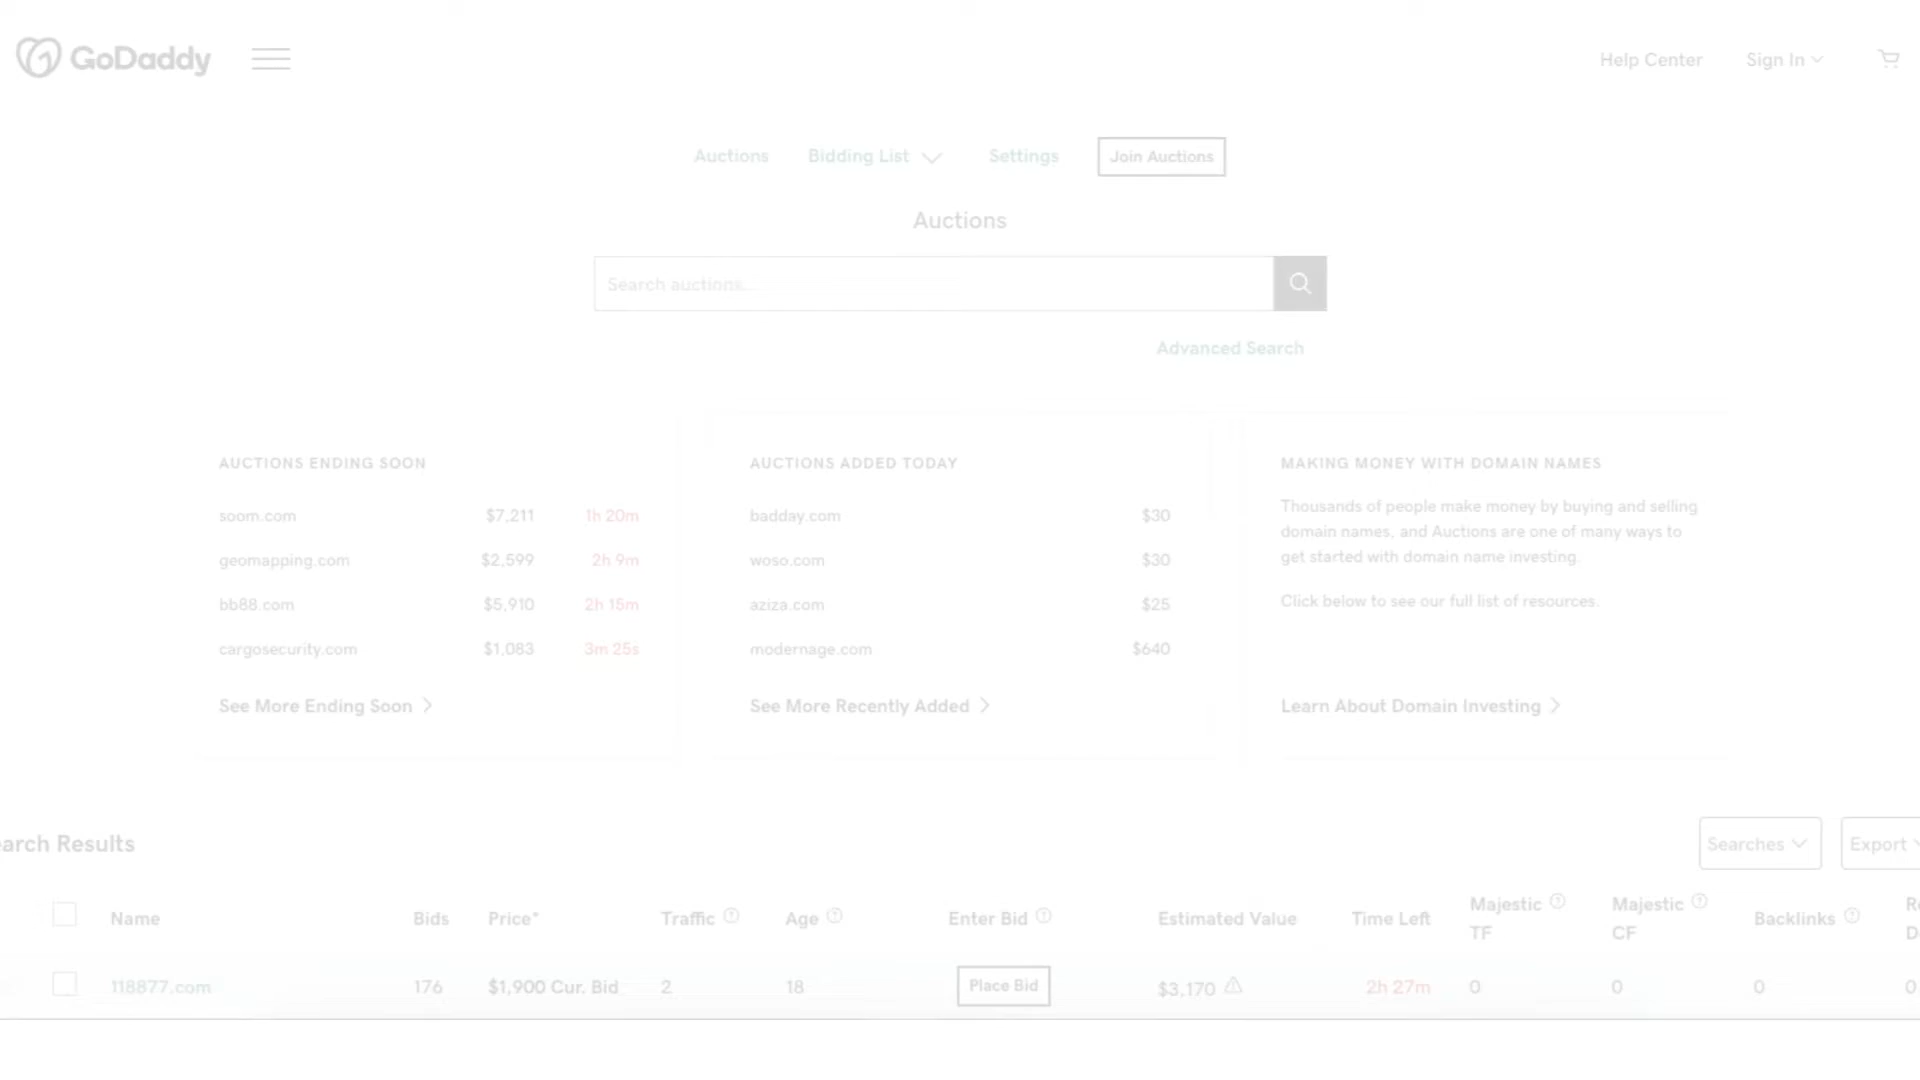 GoDaddy
Help Center Sign In
Auctions Bidding List Settings Join Auctions
Auctions
Search auctions...
Advanced Search
AUCTIONS ENDING SOON
soom.com $7,211 1h 20m
geomapping.com $2,599 2h 9m
bb88.com $5,910 2h 15m
cargosecurity.com $1,083 3m 25s
See More Ending Soon
AUCTIONS ADDED TODAY
badday.com $30
woso.com $30
aziza.com $25
modernage.com $640
See More Recently Added
MAKING MONEY WITH DOMAIN NAMES
Thousands of people make money by buying and selling
domain names, and Auctions are one of many ways to
get started with domain name investing.
Click below to see our full list of resources.
Learn About Domain Investing
earch Results Searches Export
Name Bids Price* Traffic Age Enter Bid Estimated Value Time Left Majestic TF Majestic CF Backlinks
118877.com 176 $1,900 Cur. Bid 2 18 Place Bid $3,170 2h 27m 0 0 0 0